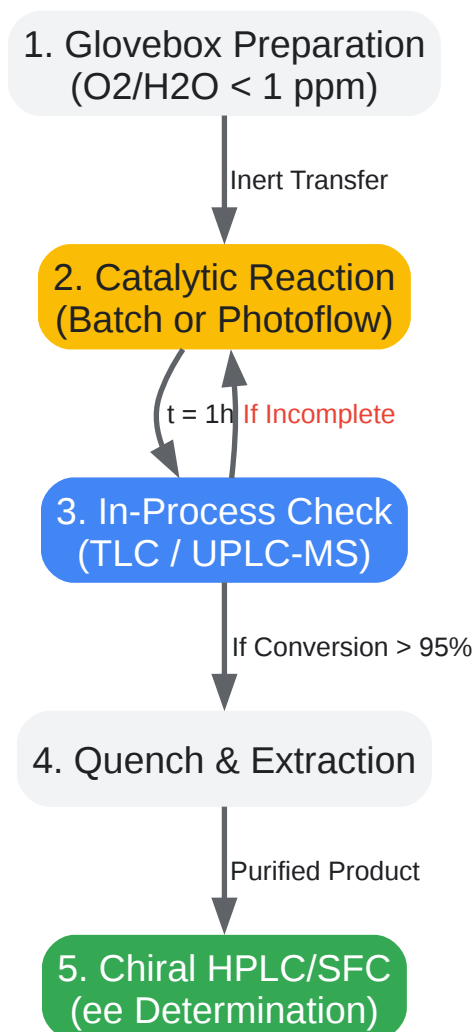 1. Glovebox Preparation
(O2/H2O < 1 ppm)
Inert Transfer
2. Catalytic Reaction
(Batch or Photoflow)
t = 1h
If Incomplete
3. In-Process Check
(TLC / UPLC-MS)
If Conversion > 95%
4. Quench & Extraction
Purified Product
5. Chiral HPLC/SFC
(ee Determination)